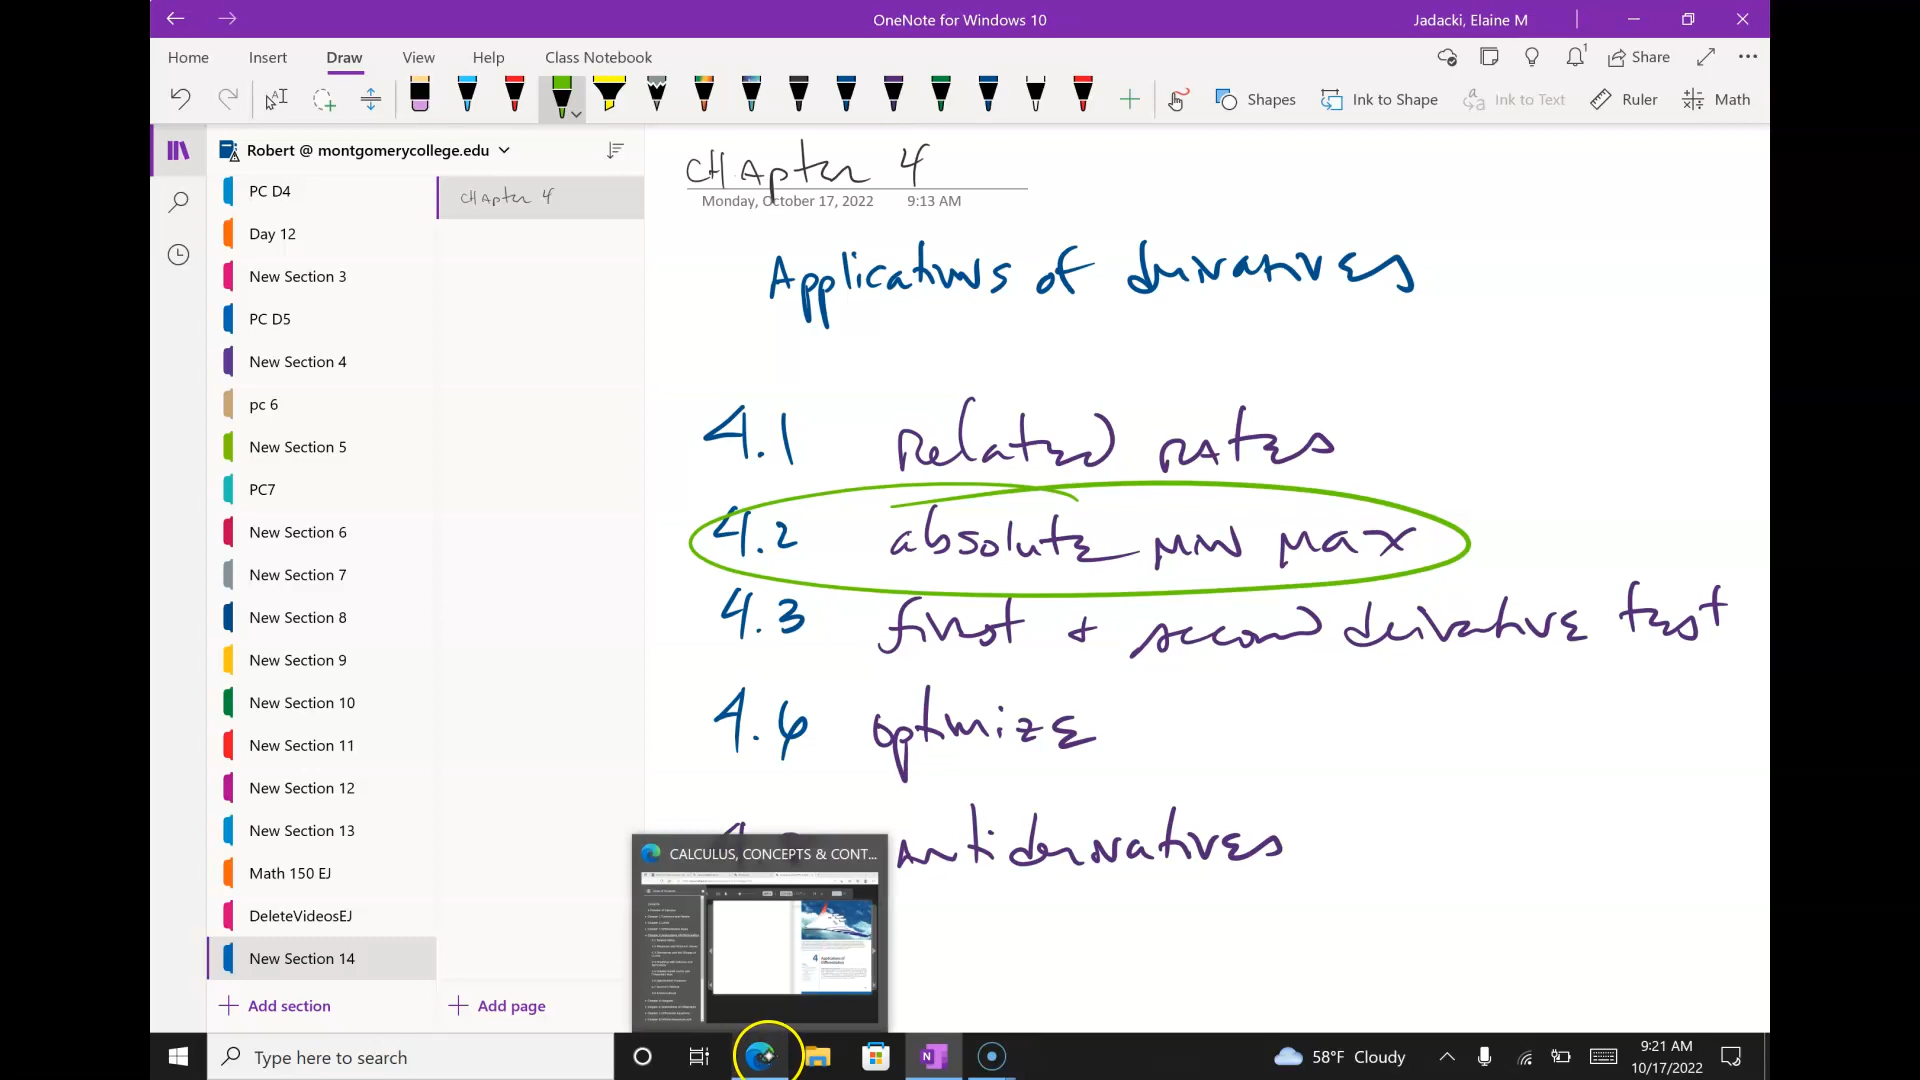 OneNote for Windows 10
Jadacki, Elaine M
Home Insert Draw View Help Class Notebook
1
Share
Shapes Ink to Shape Ink to Text Ruler Math
Robert @ montgomerycollege.edu
PC D4
Day 12
New Section 3
PC D5
New Section 4
pc 6
New Section 5
PC7
New Section 6
New Section 7
New Section 8
New Section 9
New Section 10
New Section 11
New Section 12
New Section 13
Math 150 EJ
DeleteVideosEJ
New Section 14
Add section
CHapter 4
Add page
CHApter 4
Monday, October 17, 2022 9:13 AM
Applications of derivatives
4.1 Related rates
4.2 absolute min max
4.3 first + second derivative test
4.6 optimize
antiderivatives
CALCULUS, CONCEPTS & CONT...
4 Applications of
Differentiation
Type here to search
58°F Cloudy
9:21 AM
10/17/2022